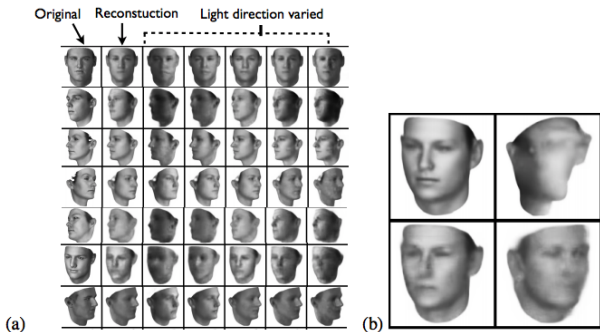 Original
Reconstuction
Light direction varied
(a)
(b)